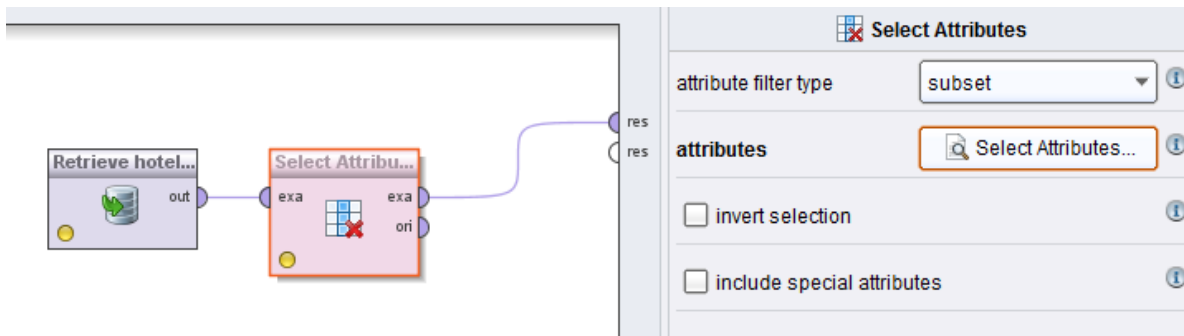 Select Attributes
attribute filter type
subset
res
res
attributes
Select Attributes...
Retrieve hotel...
out
Select Attribu...
exa
exa
ori
invert selection
include special attributes